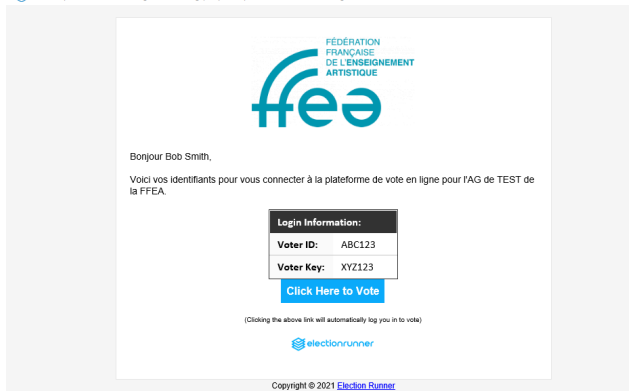 FÉDÉRATION
FRANÇAISE
DE L'ENSEIGNEMENT
ARTISTIQUE
ffea
Bonjour Bob Smith,
Voici vos identifiants pour vous connecter à la plateforme de vote en ligne pour l'AG de TEST de
la FFEA.
Login Information:
Voter ID: ABC123
Voter Key: XYZ123
Click Here to Vote
(Clicking the above link will automatically log you in to vote)
electionrunner
Copyright © 2021 Election Runner